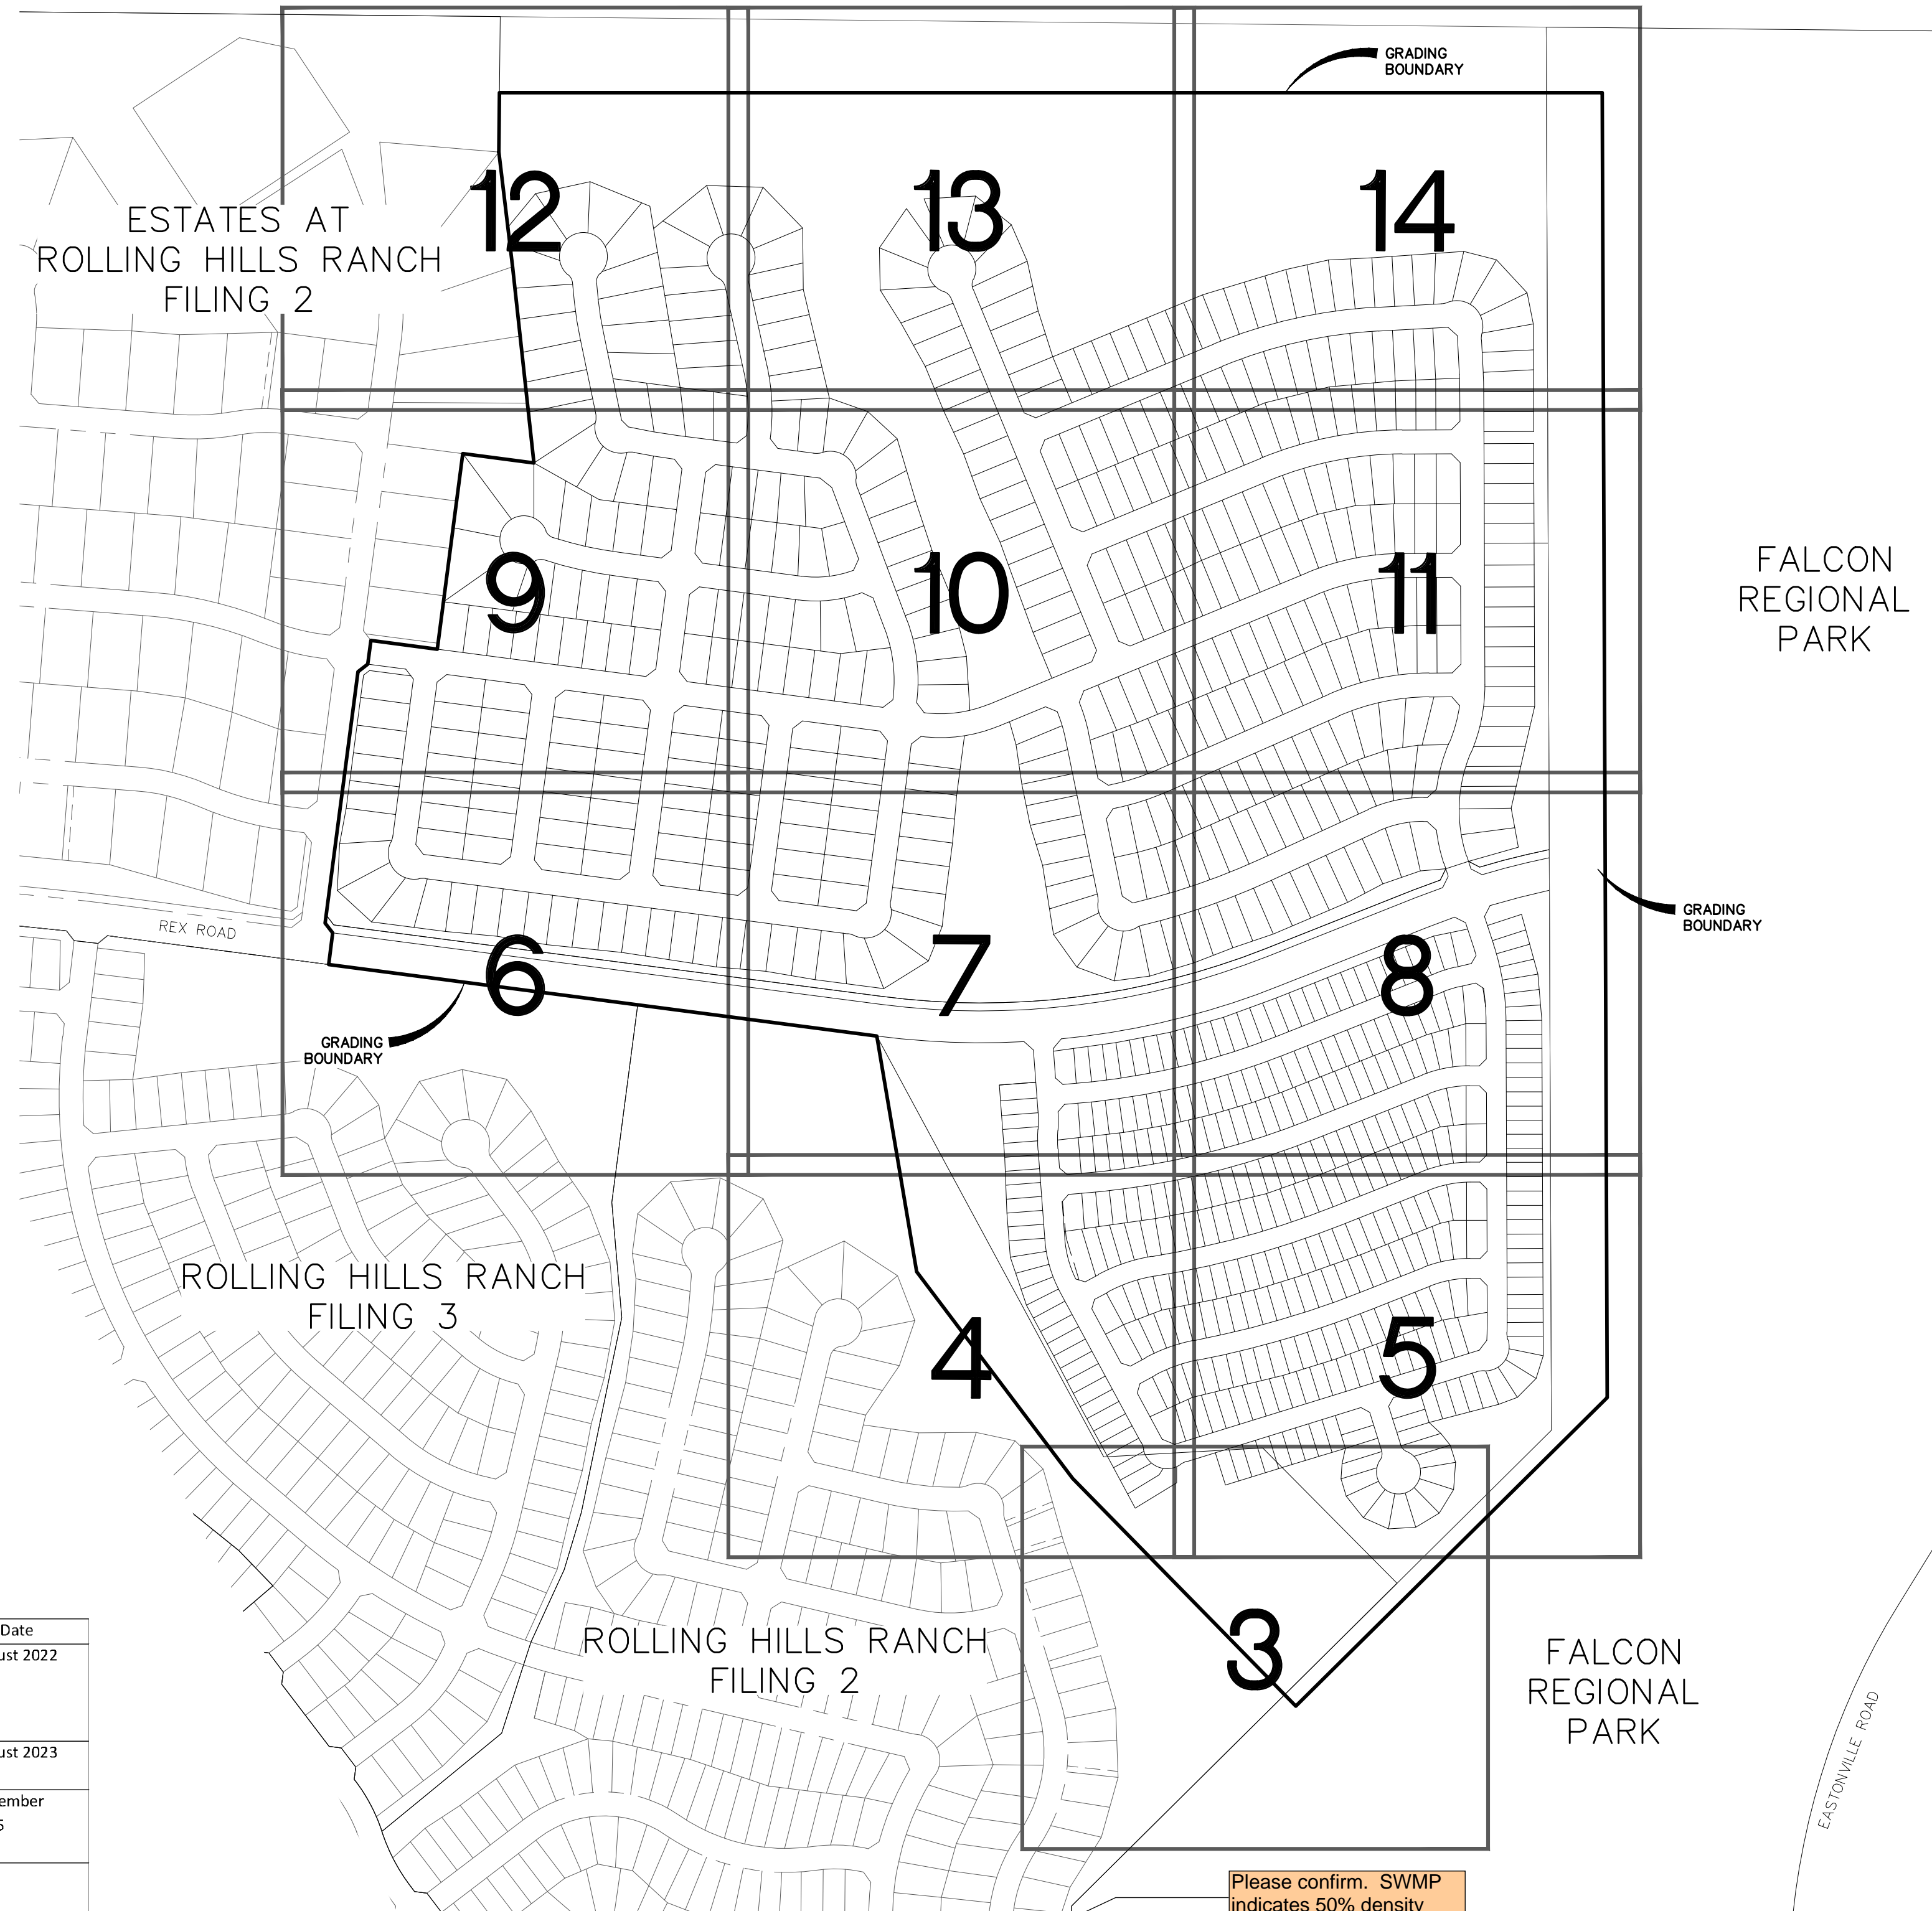 GRADING
BOUNDARY
12
13
14
ESTATES AT
ROLLING HILLS RANCH
FILING 2
FALCON
REGIONAL
PARK
9
10
11
GRADING
BOUNDARY
REX ROAD
6
7
8
GRADING
BOUNDARY
ROLLING HILLS RANCH
FILING 3
4
5
ROLLING HILLS RANCH
FILING 2
3
FALCON
REGIONAL
PARK
EASTONVILLE ROAD
Date
ust 2022
ust 2023
ember
Please confirm. SWMP
indicates 50% density